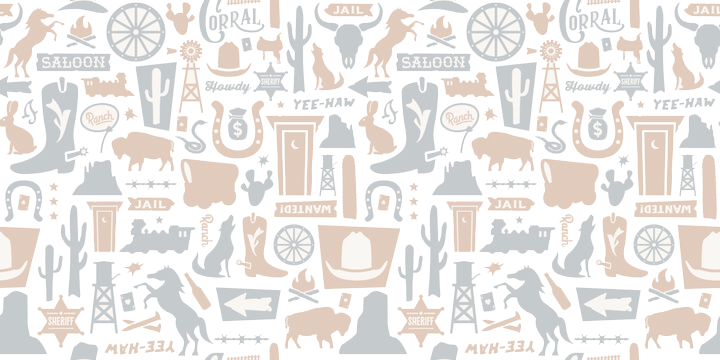 JAIL
CORRAL
JAIL
CORRAL
SALOON
SALOON
Howdy
SHERIFF
Howdy
SHERIFF
YEE-HAW
YEE-HAW
Ranch
Ranch
JAIL
JAIL
WANTED!
WANTED!
Ranch
Ranch
SHERIFF
SHERIFF
YEE-HAW
YEE-HAW